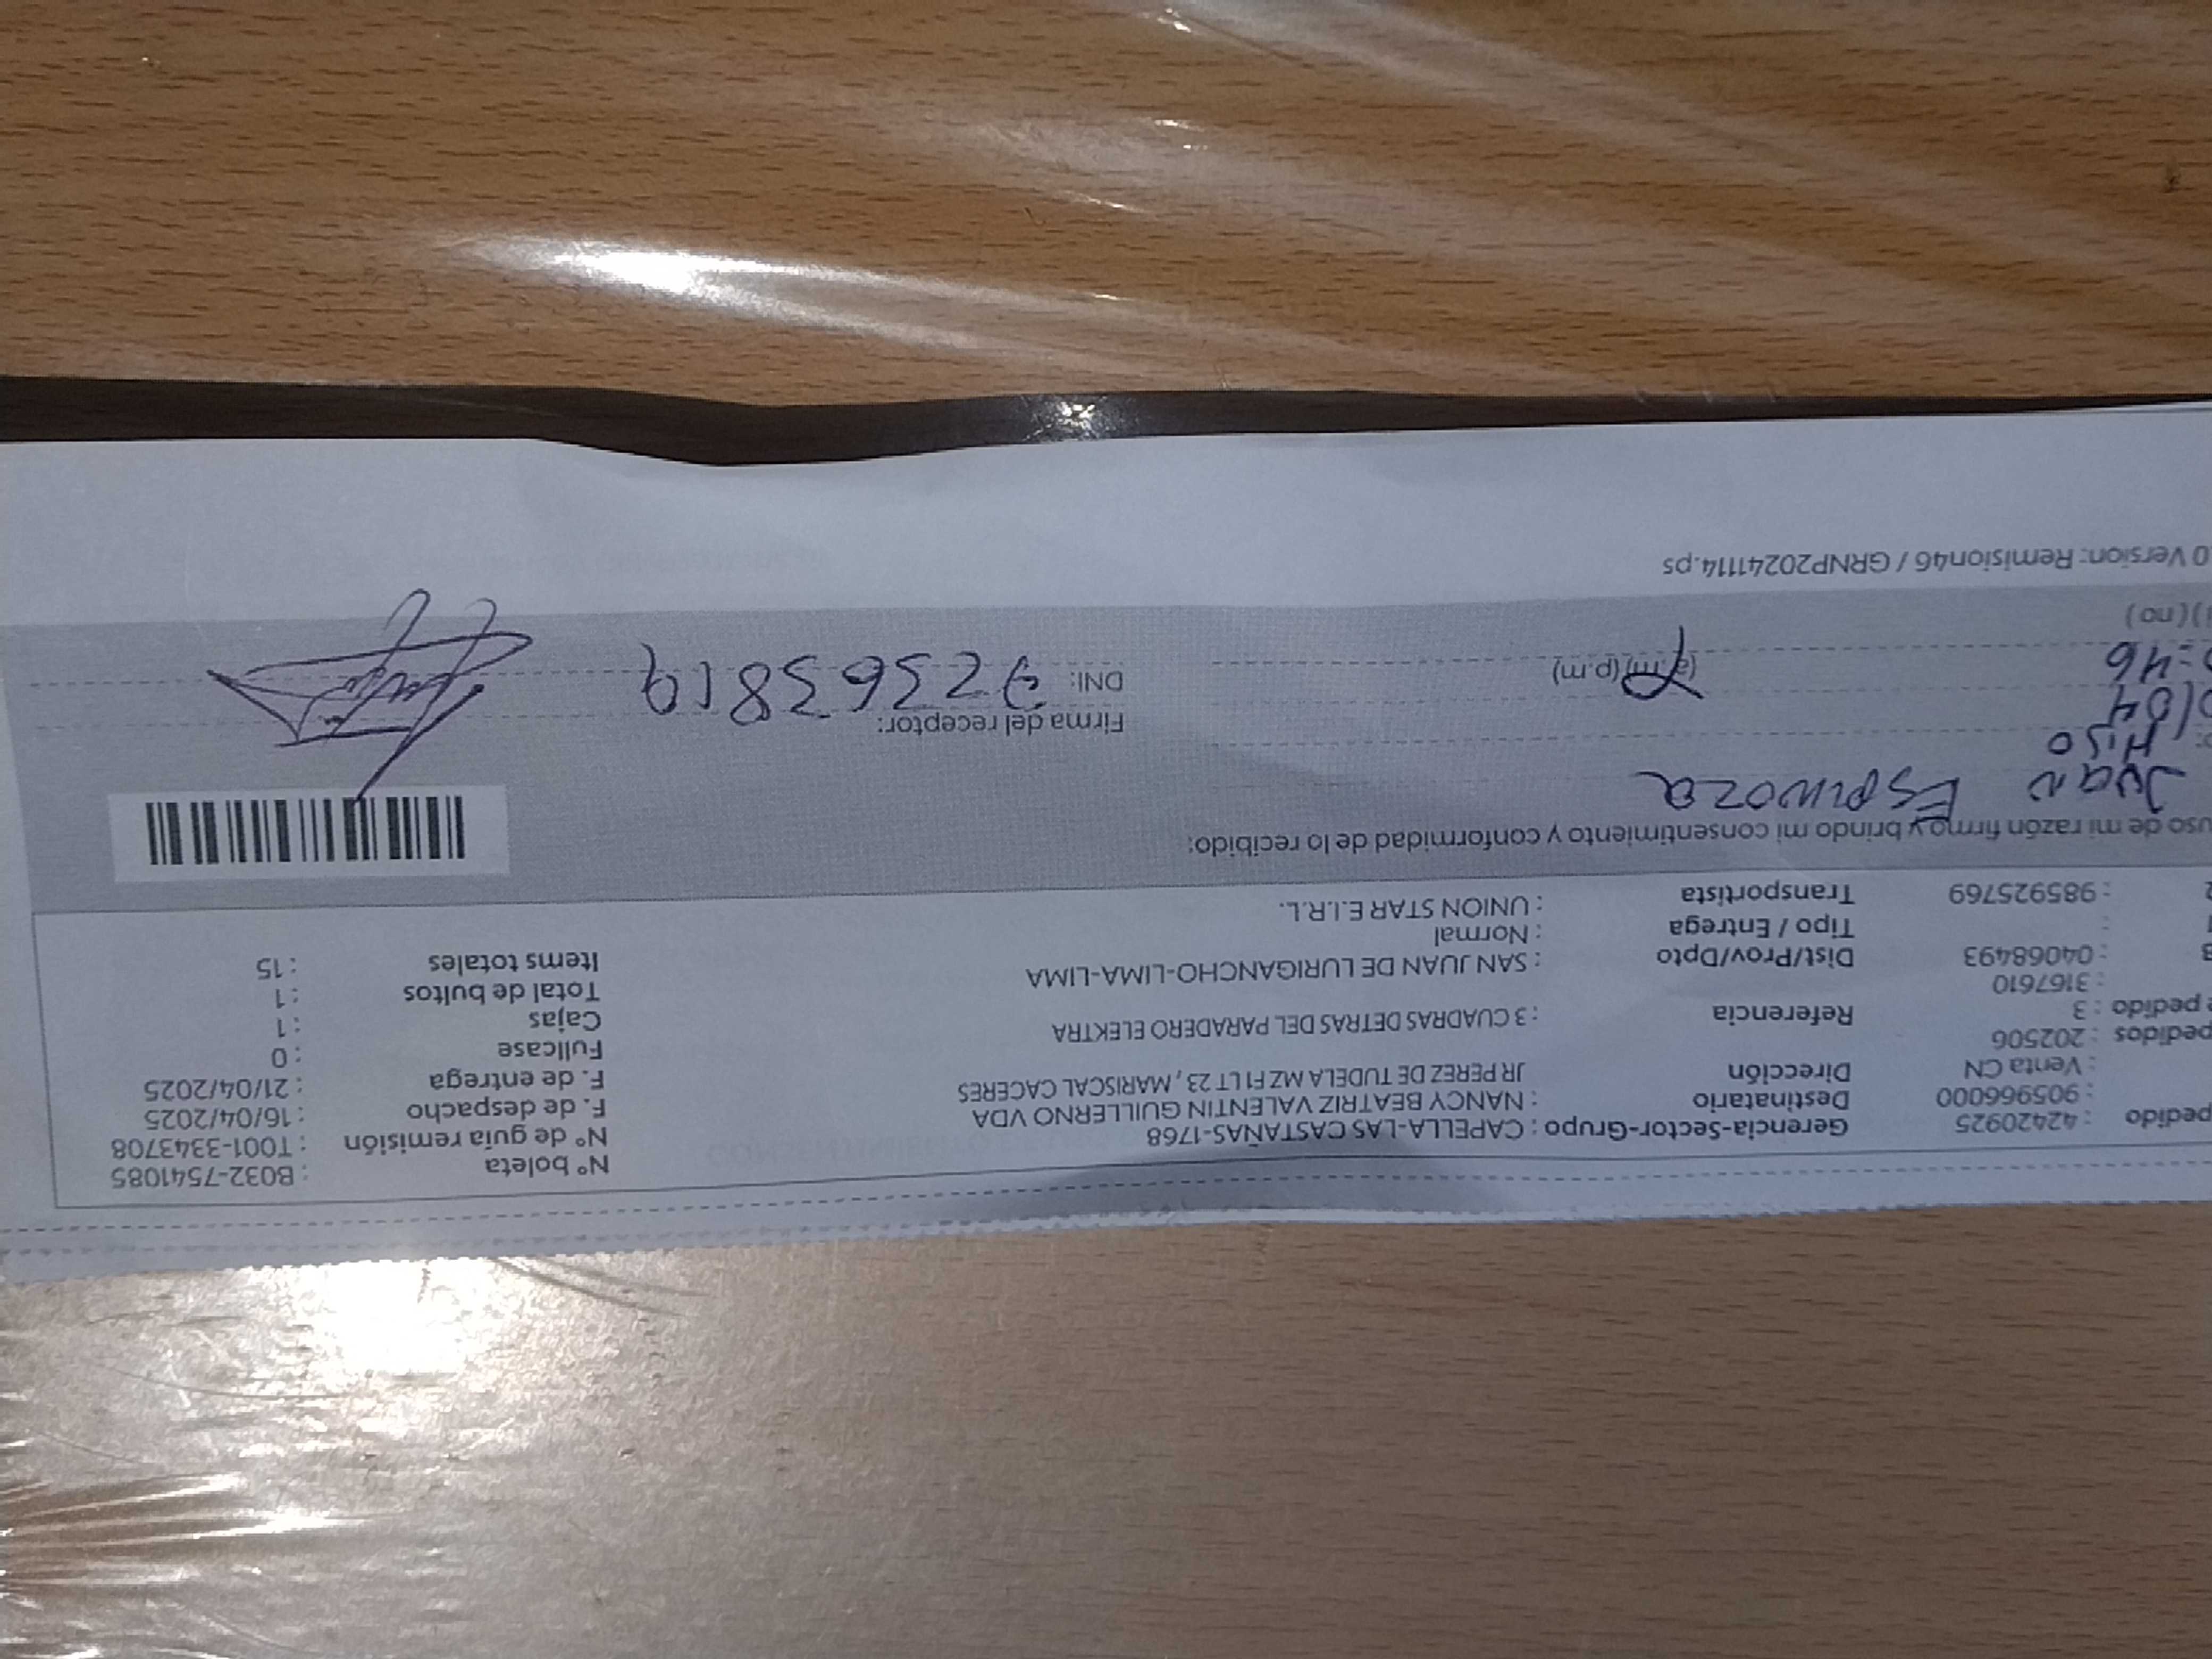 pedido : 42420925 Gerencia-Sector-Grupo : CAPELLA-LAS CASTAÑAS-1768 N° boleta : B032-7541085
: 905966000 Destinatario : NANCY BEATRIZ VALENTIN GUILLERNO VDA N° de guía remisión : T001-3343708
: Venta CN Dirección JR PEREZ DE TUDELA MZ F1 LT 23 , MARISCAL CACERES F. de despacho : 16/04/2025
pedidos : 202506 F. de entrega : 21/04/2025
pedido : 3 Referencia : 3 CUADRAS DETRAS DEL PARADERO ELEKTRA Fullcase : 0
: 3167610 Cajas : 1
: 04068493 Dist/Prov/Dpto : SAN JUAN DE LURIGANCHO-LIMA-LIMA Total de bultos : 1
: Tipo / Entrega : Normal Items totales : 15
: 985925769 Transportista : UNION STAR E.I.R.L.
uso de mi razón firmo y brindo mi consentimiento y conformidad de lo recibido:
Juan Espinoza
Hijo
/04 Firma del receptor:
:46 (a.m) (p.m) DNI: 92363819
) ( no )
0 Version: Remision46 / GRNP20241114.ps